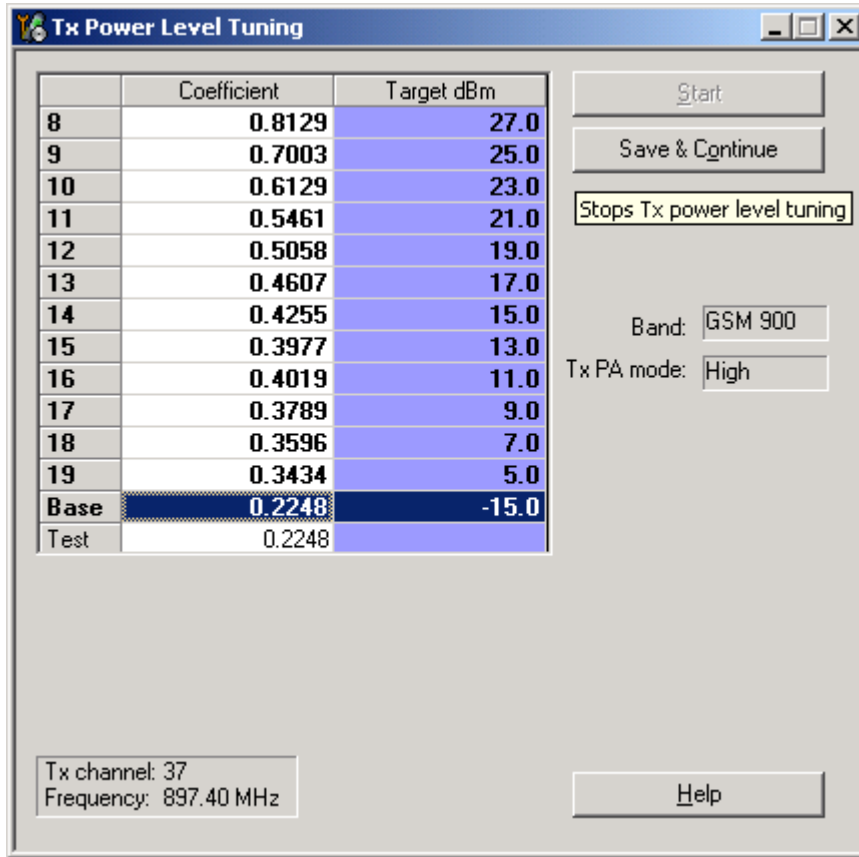 Tx Power Level Tuning
Coefficient Target dBm
8 0.8129 27.0
9 0.7003 25.0
10 0.6129 23.0
11 0.5461 21.0
12 0.5058 19.0
13 0.4607 17.0
14 0.4255 15.0
15 0.3977 13.0
16 0.4019 11.0
17 0.3789 9.0
18 0.3596 7.0
19 0.3434 5.0
Base 0.2248 -15.0
Test 0.2248
Start
Save & Continue
Stops Tx power level tuning
Band: GSM 900
Tx PA mode: High
Tx channel: 37
Frequency: 897.40 MHz
Help